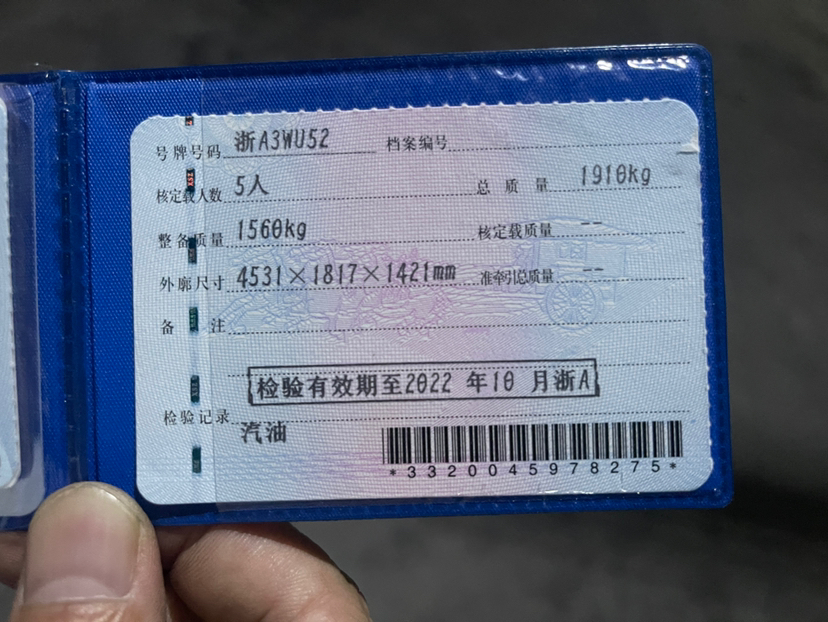 号牌号码 浙A3WU52 档案编号
核定载人数 5人 总质量 1910kg
整备质量 1560kg 核定载质量 --
外廓尺寸 4531×1817×1421mm 准牵引总质量 --
备注
检验有效期至2022年10月浙A
检验记录
汽油
*3320045978275*